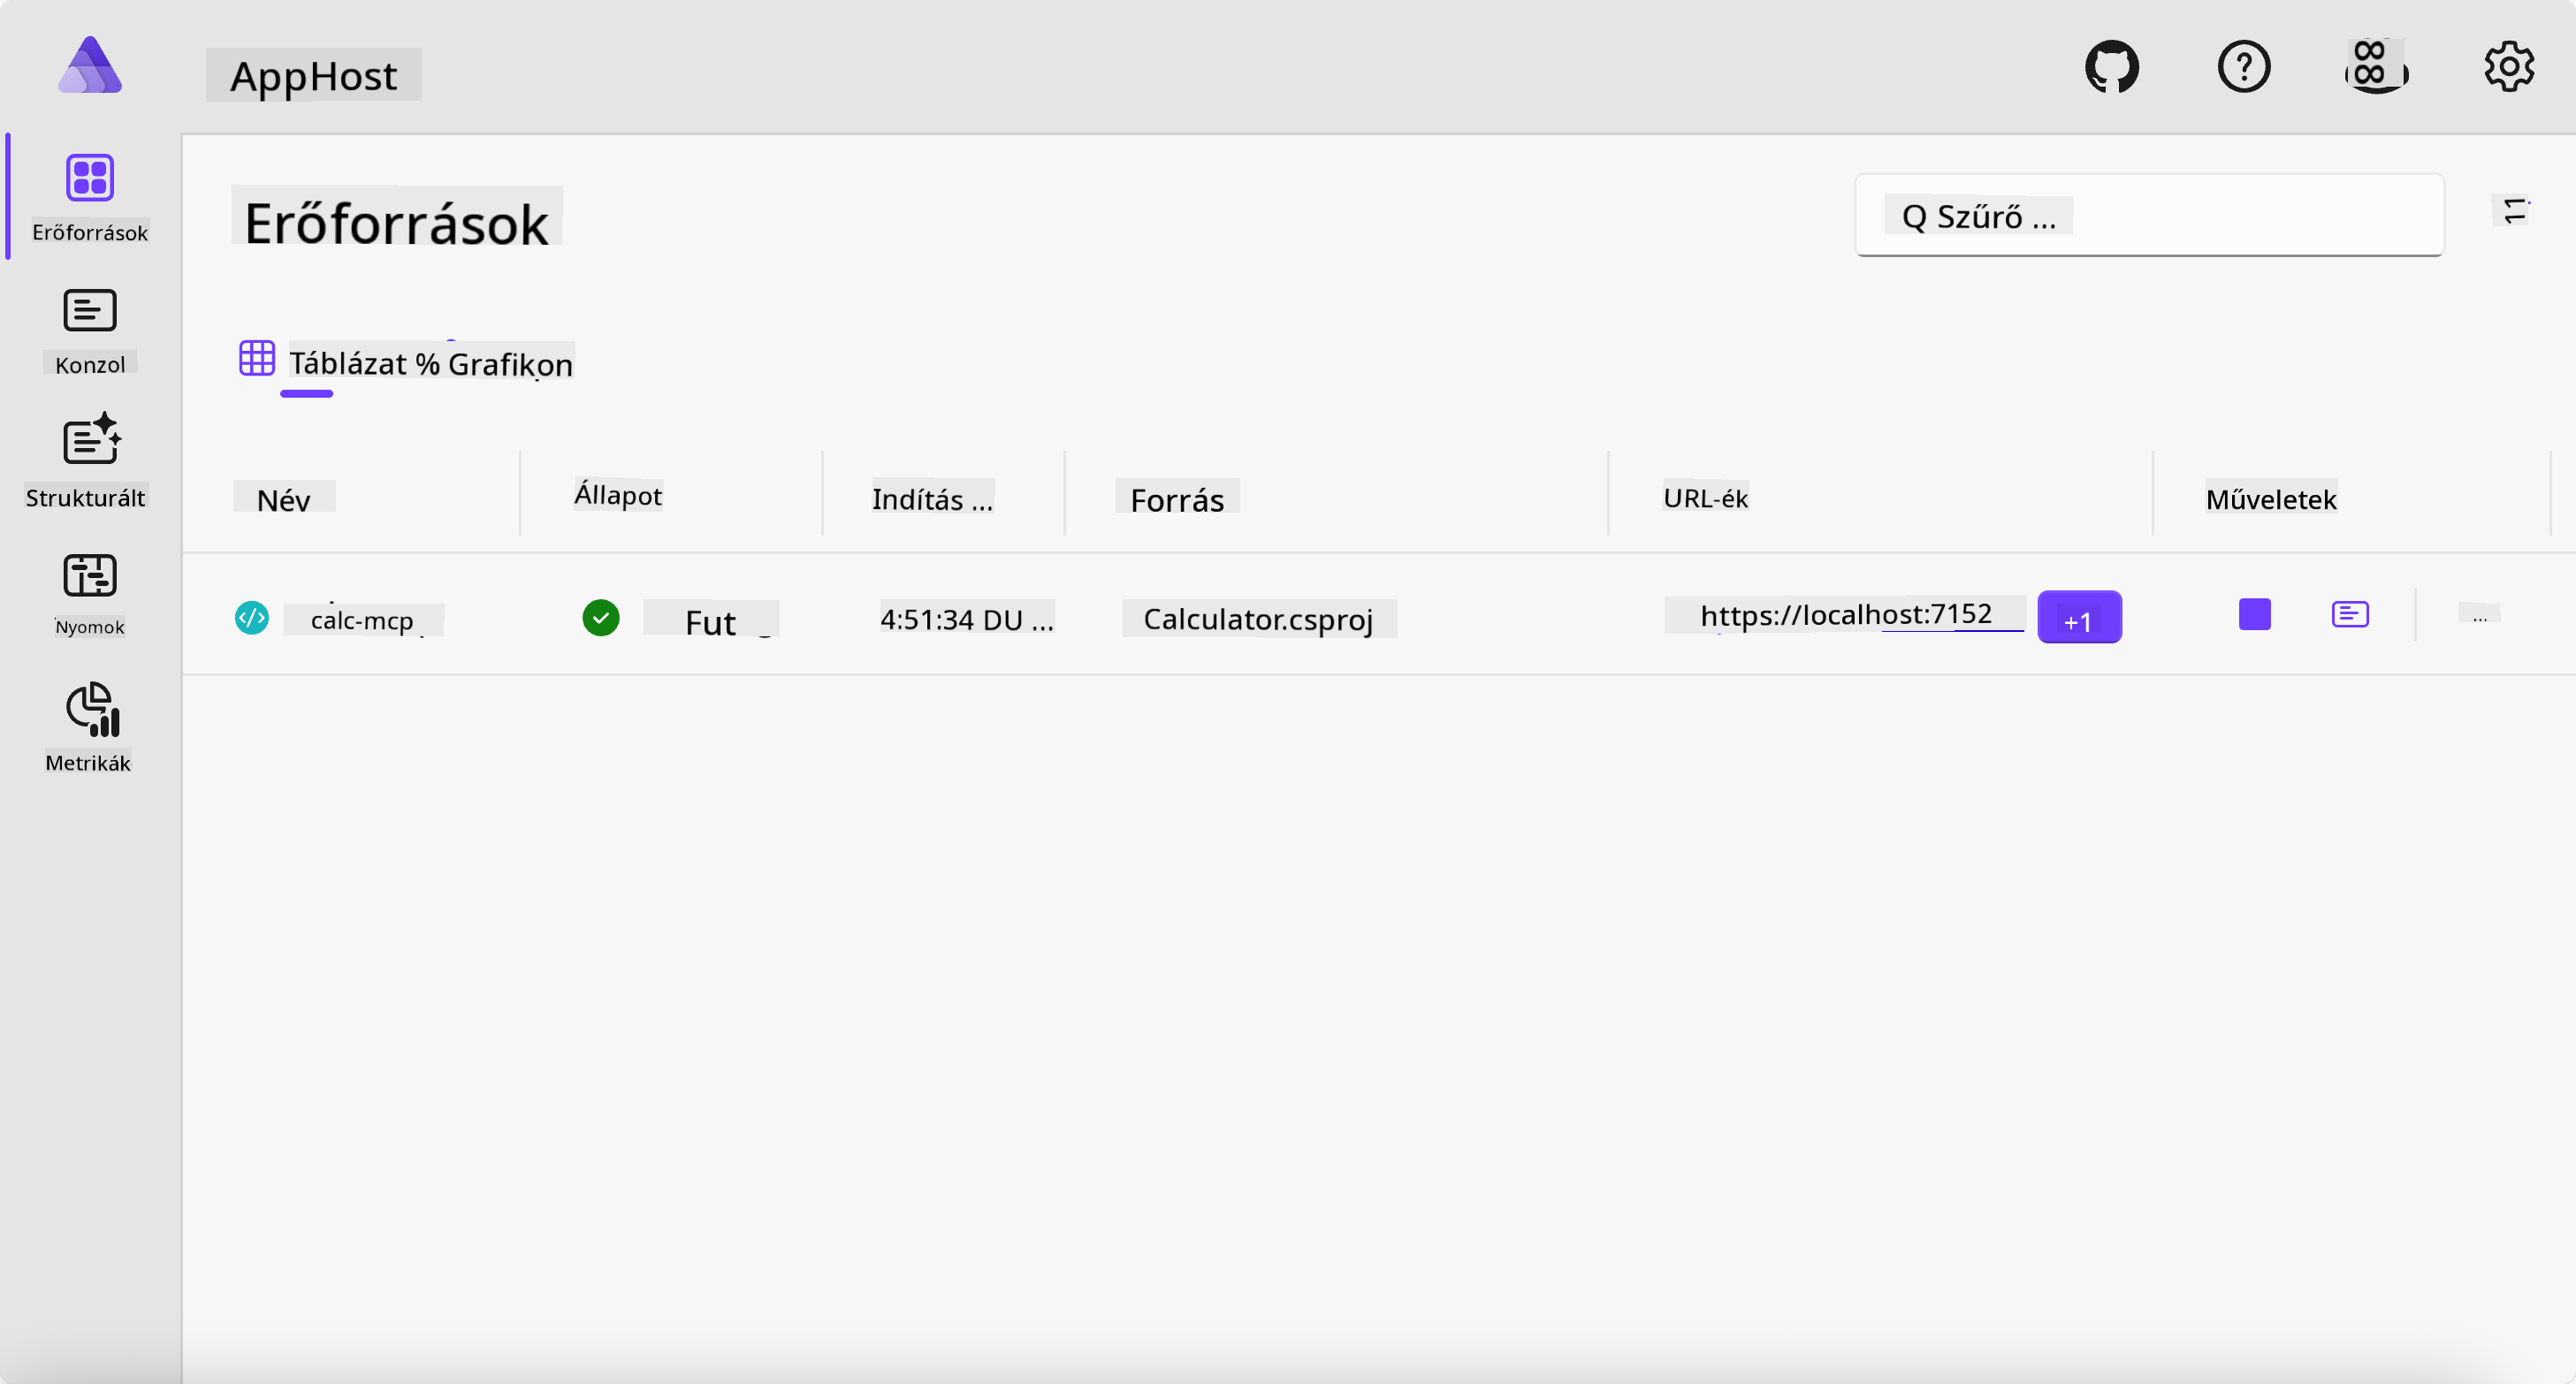 AppHost
Erőforrások
Q Szűrő ...
Erőforrások
Konzol
Táblázat % Grafikon
Strukturált
Név Állapot Indítás ... Forrás URL-ék Műveletek
Nyomok
calc-mcp Fut 4:51:34 DU ... Calculator.csproj https://localhost:7152 +1 ...
Metrikák